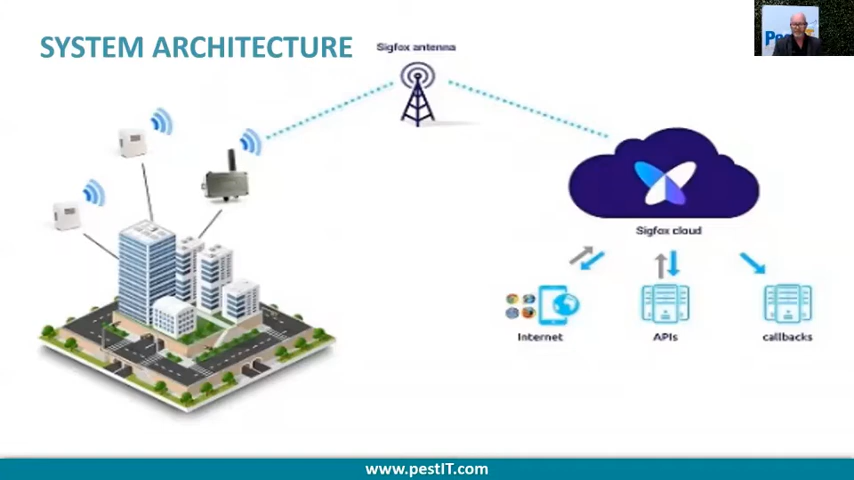 SYSTEM ARCHITECTURE
Sigfox antenna
Sigfox cloud
Internet
APIs
callbacks
www.pestIT.com